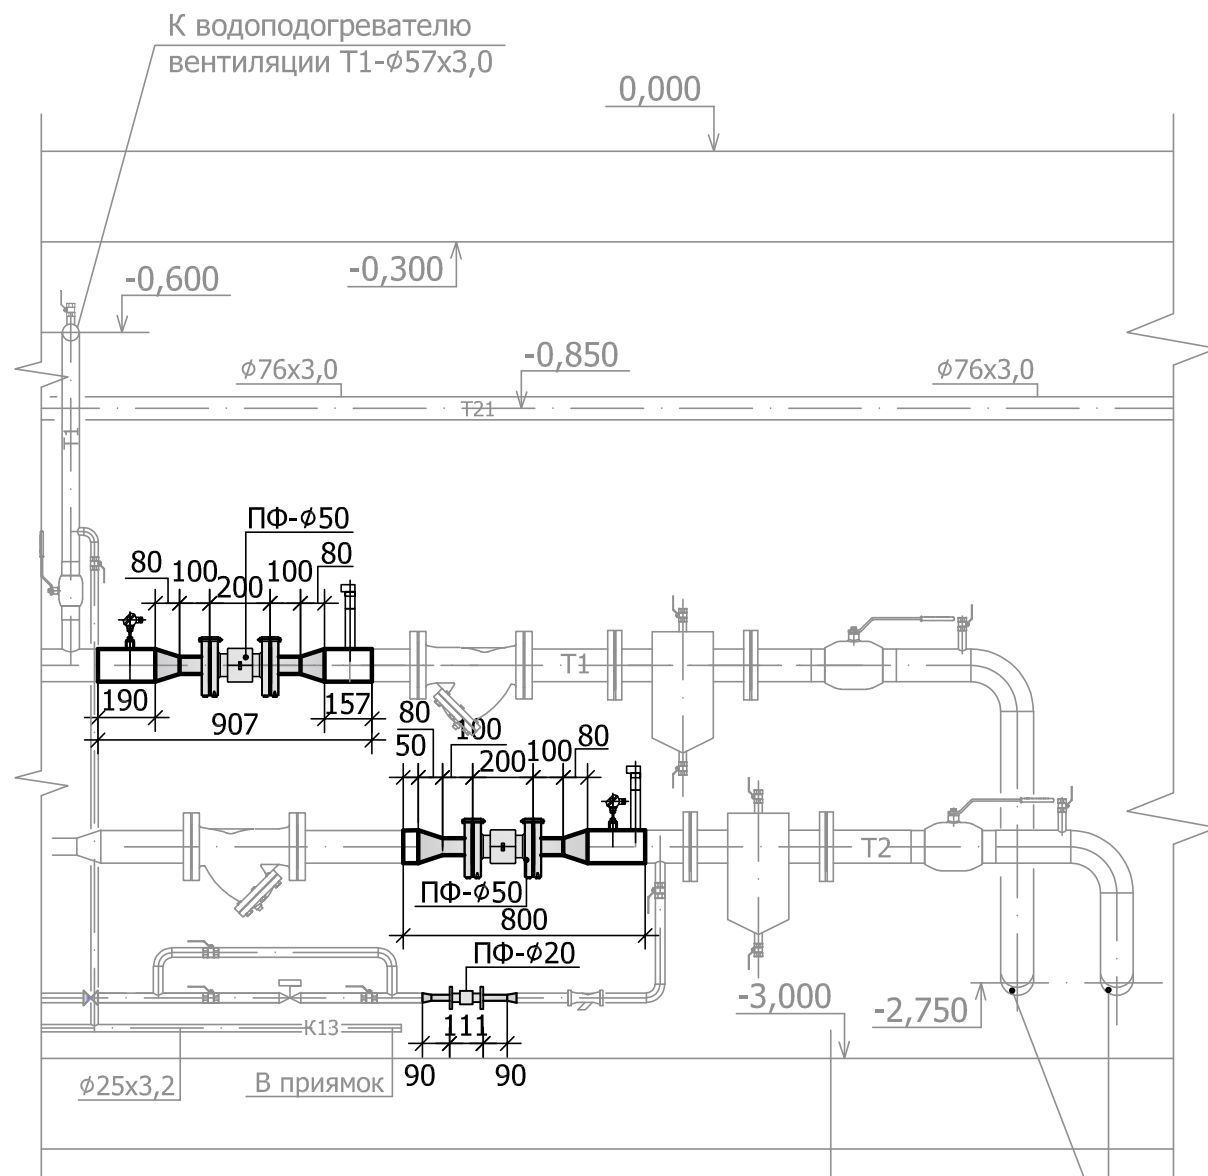 К водоподогревателю
вентиляции Т1-ϕ57х3,0
0,000
-0,300
-0,600
-0,850
ϕ76х3,0
ϕ76х3,0
Т21
ПФ-ϕ50
80
100
200
100
80
Т1
190
157
907
80
50
100
200
100
80
Т2
ПФ-ϕ50
800
ПФ-ϕ20
-3,000
-2,750
К13
111
90
90
ϕ25х3,2
В приямок